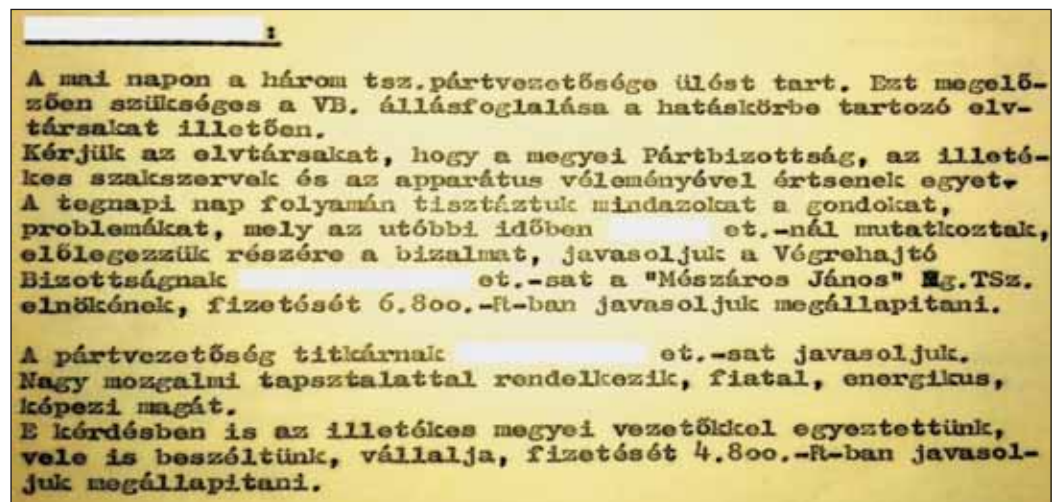 :
A mai napon a három tsz.pártvezetősége ülést tart. Ezt megelő-
zően szükséges a VB. állásfoglalása a hatáskörbe tartozó elv-
társakat illetően.
Kérjük az elvtársakat, hogy a megyei Pártbizottság, az illeté-
kes szakszervek és az apparátus véleményével értsenek egyet.
A tegnapi nap folyamán tisztáztuk mindazokat a gondokat,
problémákat, mely az utóbbi időben et.-nál mutatkoztak,
előlegezzük részére a bizalmat, javasoljuk a Végrehajtó
Bizottságnak et.-sat a "Mészáros János" Mg.TSz.
elnökének, fizetését 6.800.-Ft-ban javasoljuk megállapitani.
A pártvezetőség titkárnak et.-sat javasoljuk.
Nagy mozgalmi tapsztalattal rendelkezik, fiatal, energikus,
képezi magát.
E kérdésben is az illetékes megyei vezetőkkel egyeztettünk,
vele is beszéltünk, vállalja, fizetését 4.800.-Ft-ban javasol-
juk megállapitani.